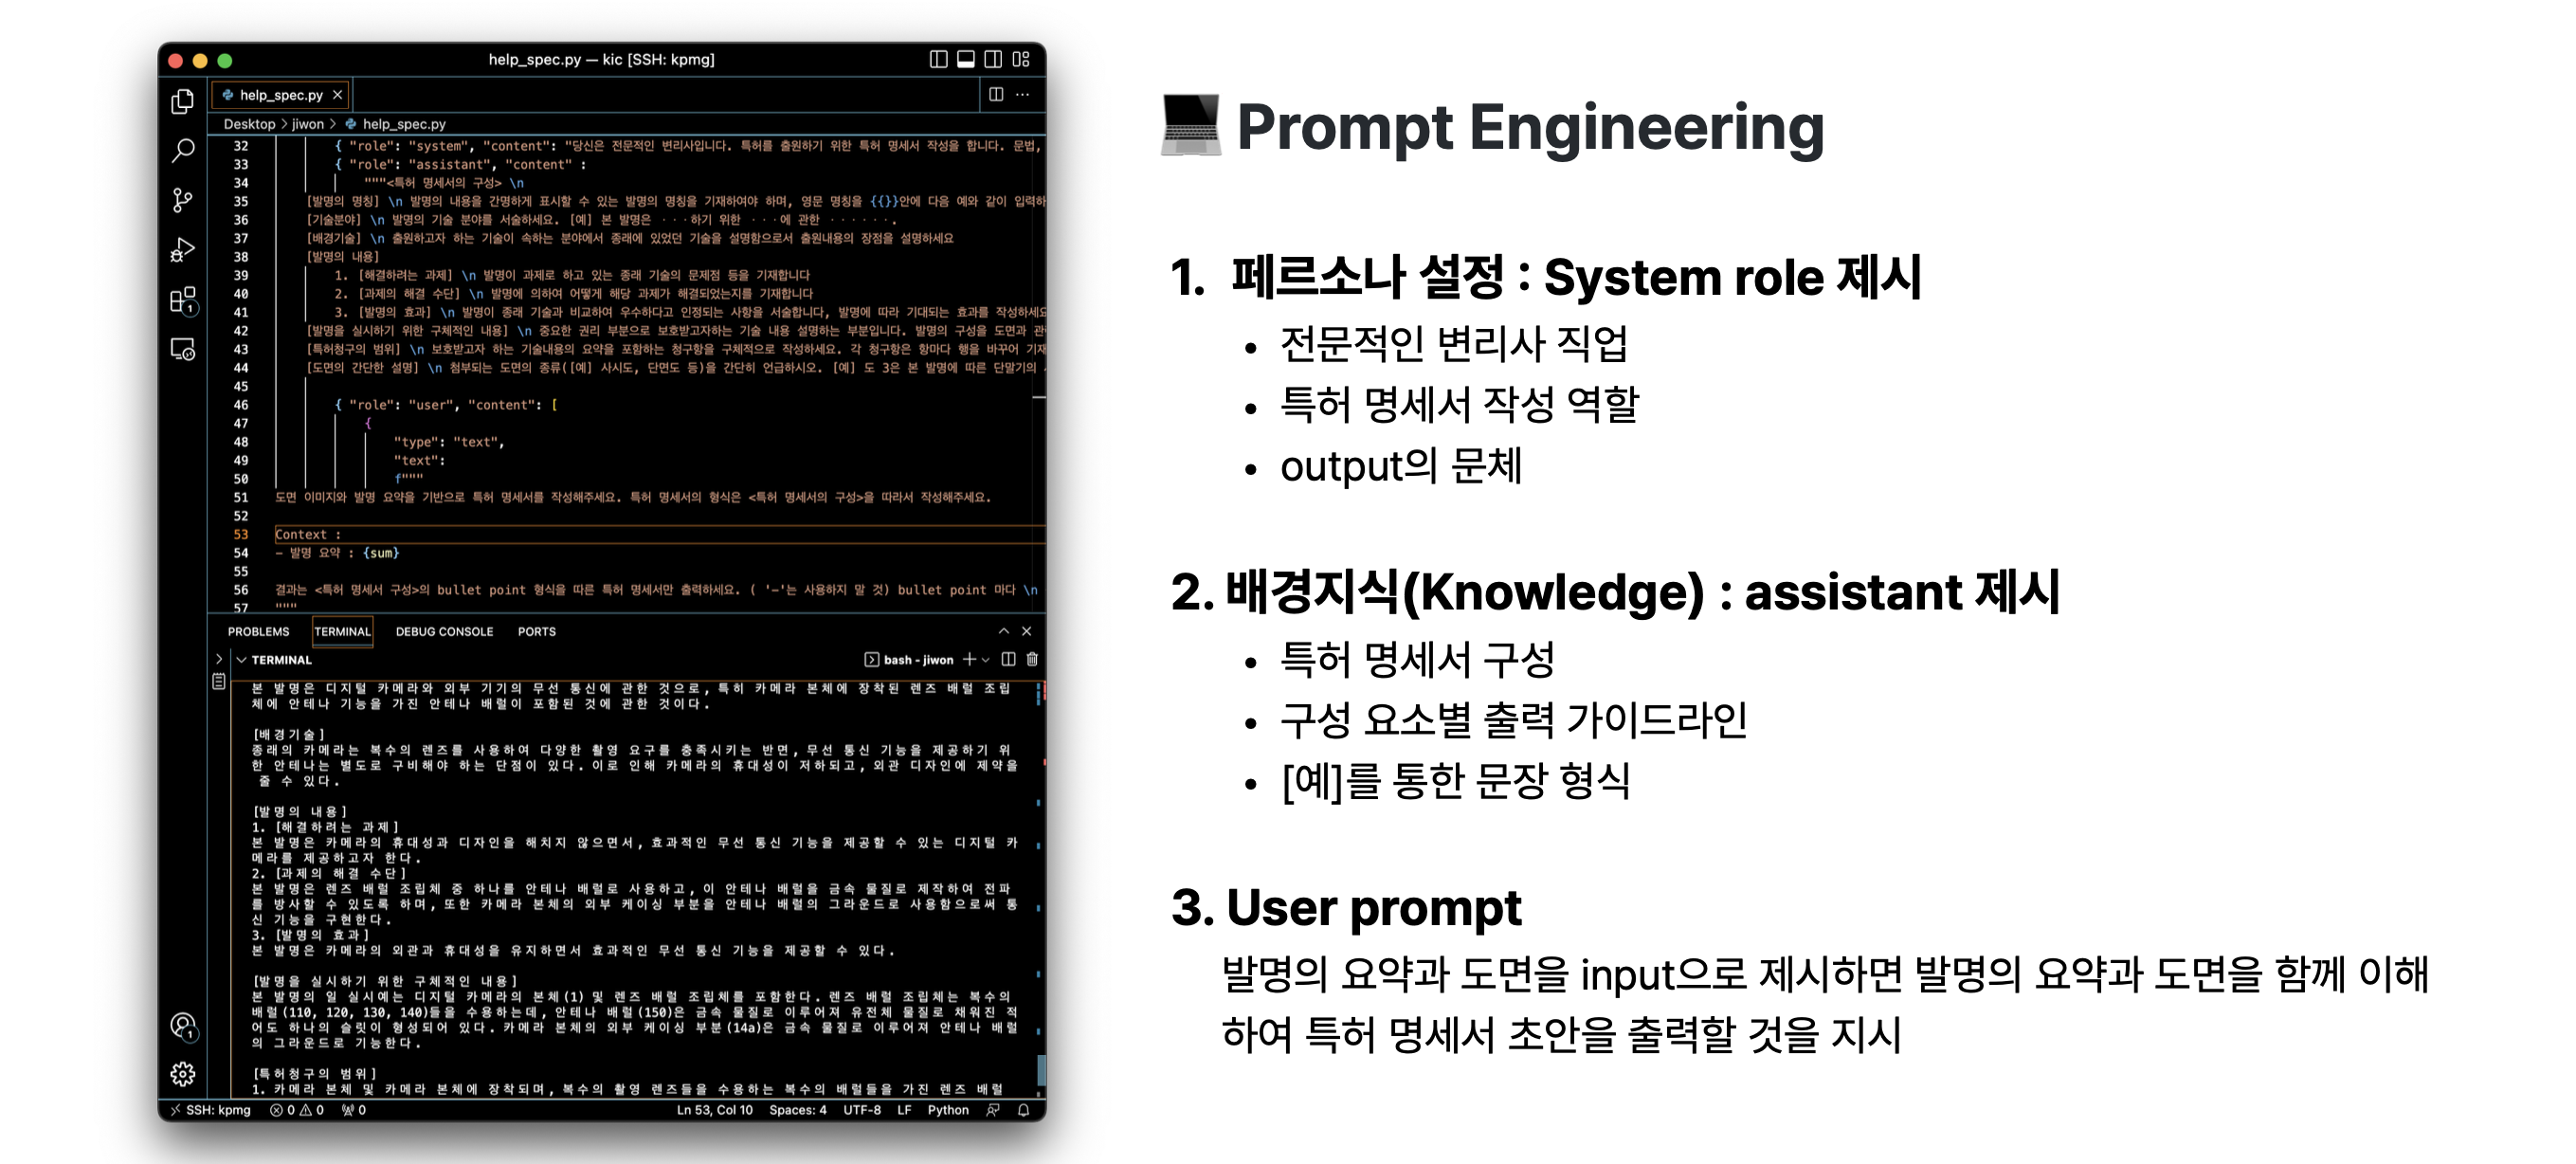 help_spec.py — kic [SSH: kpmg]
help_spec.py
Desktop > jiwon > help_spec.py
32 { "role": "system", "content": "당신은 전문적인 변리사입니다. 특허를 출원하기 위한 특허 명세서 작성을 합니다. 문법,
33 { "role": "assistant", "content" :
34 """<특허 명세서의 구성> \n
35 [발명의 명칭] \n 발명의 내용을 간명하게 표시할 수 있는 발명의 명칭을 기재하여야 하며, 영문 명칭을 {{}}안에 다음 예와 같이 입력하
36 [기술분야] \n 발명의 기술 분야를 서술하세요. [예] 본 발명은 ···하기 위한 ···에 관한 ······.
37 [배경기술] \n 출원하고자 하는 기술이 속하는 분야에서 종래에 있었던 기술을 설명함으로서 출원내용의 장점을 설명하세요
38 [발명의 내용]
39 1. [해결하려는 과제] \n 발명이 과제로 하고 있는 종래 기술의 문제점 등을 기재합니다
40 2. [과제의 해결 수단] \n 발명에 의하여 어떻게 해당 과제가 해결되었는지를 기재합니다
41 3. [발명의 효과] \n 발명이 종래 기술과 비교하여 우수하다고 인정되는 사항을 서술합니다, 발명에 따라 기대되는 효과를 작성하세요
42 [발명을 실시하기 위한 구체적인 내용] \n 중요한 권리 부분으로 보호받고자하는 기술 내용 설명하는 부분입니다. 발명의 구성을 도면과 관
43 [특허청구의 범위] \n 보호받고자 하는 기술내용의 요약을 포함하는 청구항을 구체적으로 작성하세요. 각 청구항은 항마다 행을 바꾸어 기재
44 [도면의 간단한 설명] \n 첨부되는 도면의 종류([예] 사시도, 단면도 등)을 간단히 언급하시오. [예] 도 3은 본 발명에 따른 단말기의
45
46 { "role": "user", "content": [
47 {
48 "type": "text",
49 "text":
50 f"""
51 도면 이미지와 발명 요약을 기반으로 특허 명세서를 작성해주세요. 특허 명세서의 형식은 <특허 명세서의 구성>을 따라서 작성해주세요.
52
53 Context :
54 - 발명 요약 : {sum}
55
56 결과는 <특허 명세서 구성>의 bullet point 형식을 따른 특허 명세서만 출력하세요. ( '-'는 사용하지 말 것) bullet point 마다 \n
57 """
PROBLEMS TERMINAL DEBUG CONSOLE PORTS
TERMINAL bash - jiwon
본 발명은 디지털 카메라와 외부 기기의 무선 통신에 관한 것으로, 특히 카메라 본체에 장착된 렌즈 배럴 조립
체에 안테나 기능을 가진 안테나 배럴이 포함된 것에 관한 것이다.
[배경기술]
종래의 카메라는 복수의 렌즈를 사용하여 다양한 촬영 요구를 충족시키는 반면, 무선 통신 기능을 제공하기 위
한 안테나는 별도로 구비해야 하는 단점이 있다. 이로 인해 카메라의 휴대성이 저하되고, 외관 디자인에 제약을
줄 수 있다.
[발명의 내용]
1. [해결하려는 과제]
본 발명은 카메라의 휴대성과 디자인을 해치지 않으면서, 효과적인 무선 통신 기능을 제공할 수 있는 디지털 카
메라를 제공하고자 한다.
2. [과제의 해결 수단]
본 발명은 렌즈 배럴 조립체 중 하나를 안테나 배럴로 사용하고, 이 안테나 배럴을 금속 물질로 제작하여 전파
를 방사할 수 있도록 하며, 또한 카메라 본체의 외부 케이싱 부분을 안테나 배럴의 그라운드로 사용함으로써 통
신 기능을 구현한다.
3. [발명의 효과]
본 발명은 카메라의 외관과 휴대성을 유지하면서 효과적인 무선 통신 기능을 제공할 수 있다.
[발명을 실시하기 위한 구체적인 내용]
본 발명의 일 실시예는 디지털 카메라의 본체(1) 및 렌즈 배럴 조립체를 포함한다. 렌즈 배럴 조립체는 복수의
배럴(110, 120, 130, 140)들을 수용하는데, 안테나 배럴(150)은 금속 물질로 이루어져 유전체 물질로 채워진 적
어도 하나의 슬릿이 형성되어 있다. 카메라 본체의 외부 케이싱 부분(14a)은 금속 물질로 이루어져 안테나 배럴
의 그라운드로 기능한다.
[특허청구의 범위]
1. 카메라 본체 및 카메라 본체에 장착되며, 복수의 촬영 렌즈들을 수용하는 복수의 배럴들을 가진 렌즈 배럴
SSH: kpmg 0 0 0 Ln 53, Col 10 Spaces: 4 UTF-8 LF Python
Prompt Engineering
1. 페르소나 설정 : System role 제시
• 전문적인 변리사 직업
• 특허 명세서 작성 역할
• output의 문체
2. 배경지식(Knowledge) : assistant 제시
• 특허 명세서 구성
• 구성 요소별 출력 가이드라인
• [예]를 통한 문장 형식
3. User prompt
발명의 요약과 도면을 input으로 제시하면 발명의 요약과 도면을 함께 이해
하여 특허 명세서 초안을 출력할 것을 지시